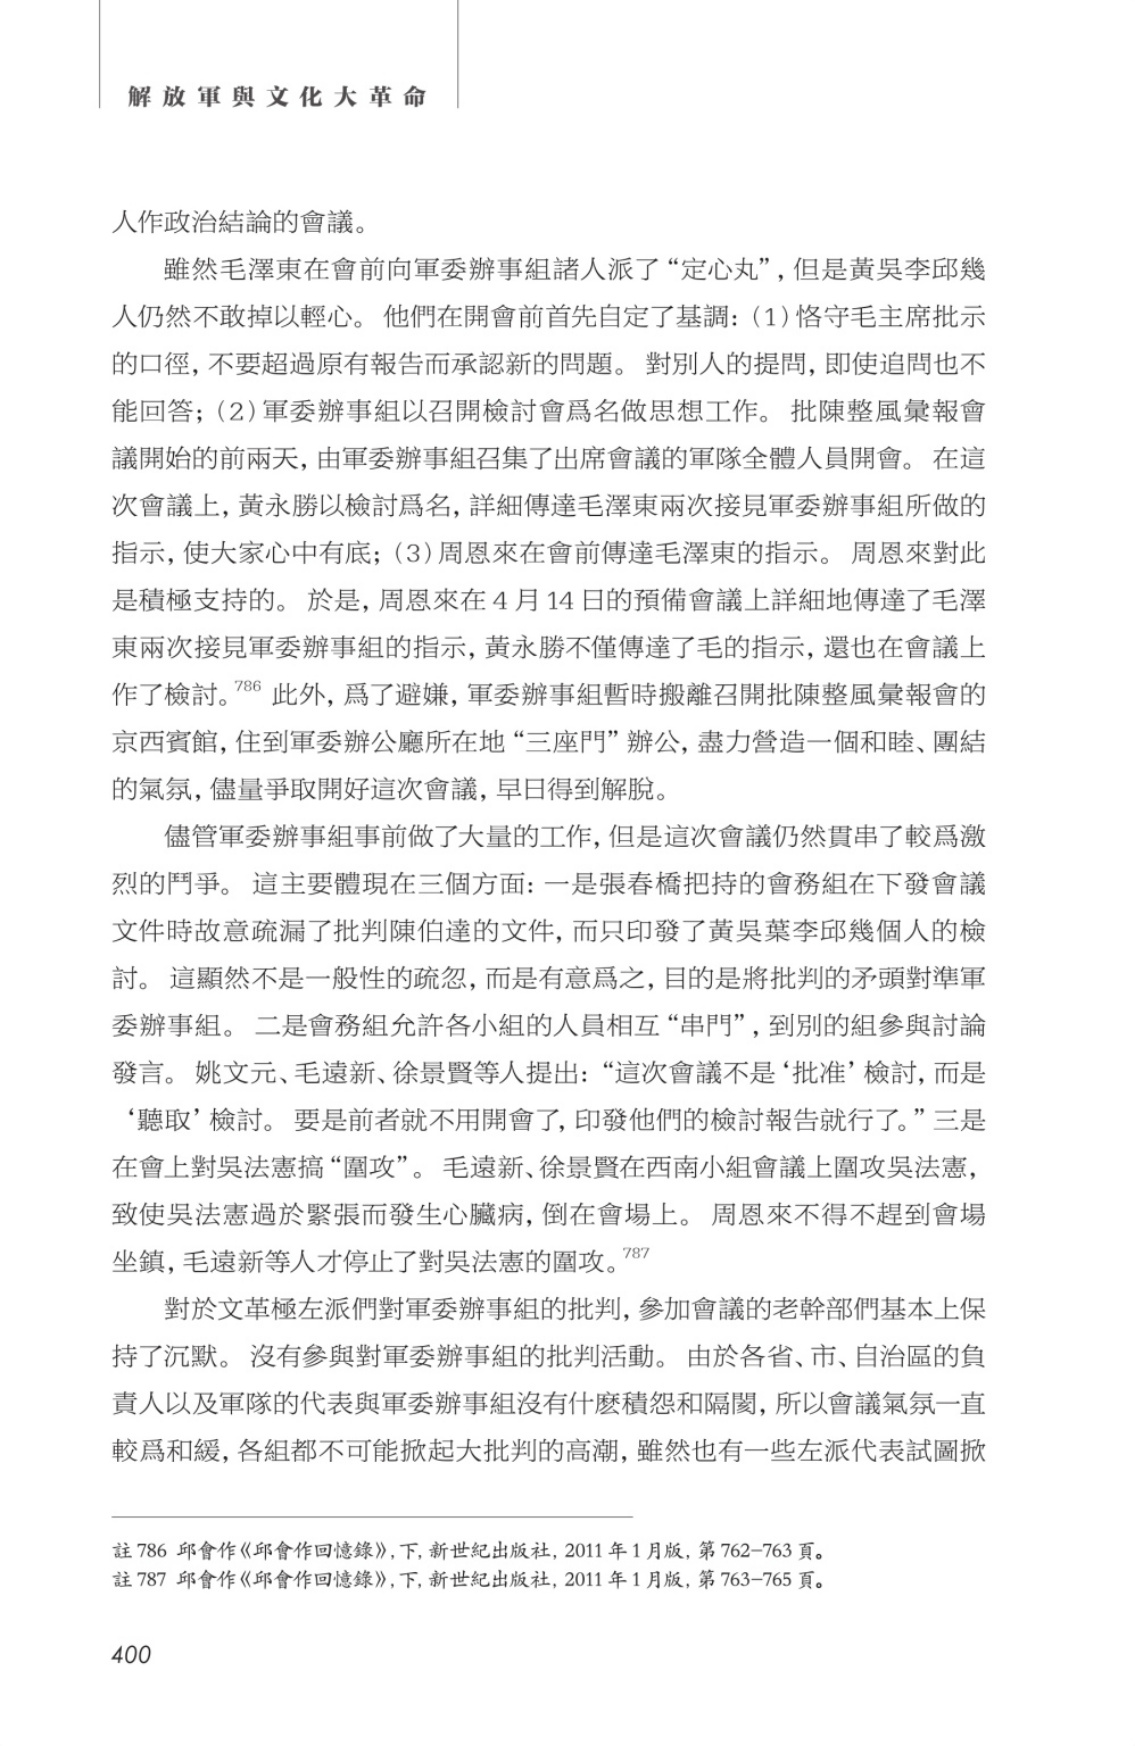 解放軍與文化大革命
人作政治結論的會議。
雖然毛澤東在會前向軍委辦事組諸人派了“定心丸”，但是黃吳李邱幾
人仍然不敢掉以輕心。他們在開會前首先自定了基調：（1）恪守毛主席批示
的口徑，不要超過原有報告而承認新的問題。對別人的提問，即使追問也不
能回答；（2）軍委辦事組以召開檢討會爲名做思想工作。批陳整風彙報會
議開始的前兩天，由軍委辦事組召集了出席會議的軍隊全體人員開會。在這
次會議上，黃永勝以檢討爲名，詳細傳達毛澤東兩次接見軍委辦事組所做的
指示，使大家心中有底；（3）周恩來在會前傳達毛澤東的指示。周恩來對此
是積極支持的。於是，周恩來在4月14日的預備會議上詳細地傳達了毛澤
東兩次接見軍委辦事組的指示，黃永勝不僅傳達了毛的指示，還也在會議上
作了檢討。786 此外，爲了避嫌，軍委辦事組暫時搬離召開批陳整風彙報會的
京西賓館，住到軍委辦公廳所在地“三座門”辦公，盡力營造一個和睦、團結
的氣氛，儘量爭取開好這次會議，早日得到解脫。
儘管軍委辦事組事前做了大量的工作，但是這次會議仍然貫串了較爲激
烈的鬥爭。這主要體現在三個方面：一是張春橋把持的會務組在下發會議
文件時故意疏漏了批判陳伯達的文件，而只印發了黃吳葉李邱幾個人的檢
討。這顯然不是一般性的疏忽，而是有意爲之，目的是將批判的矛頭對準軍
委辦事組。二是會務組允許各小組的人員相互“串門”，到別的組參與討論
發言。姚文元、毛遠新、徐景賢等人提出：“這次會議不是‘批准’檢討，而是
‘聽取’檢討。要是前者就不用開會了，印發他們的檢討報告就行了。”三是
在會上對吳法憲搞“圍攻”。毛遠新、徐景賢在西南小組會議上圍攻吳法憲，
致使吳法憲過於緊張而發生心臟病，倒在會場上。周恩來不得不趕到會場
坐鎮，毛遠新等人才停止了對吳法憲的圍攻。787
對於文革極左派們對軍委辦事組的批判，參加會議的老幹部們基本上保
持了沉默。沒有參與對軍委辦事組的批判活動。由於各省、市、自治區的負
責人以及軍隊的代表與軍委辦事組沒有什麽積怨和隔閡，所以會議氣氛一直
較爲和緩，各組都不可能掀起大批判的高潮，雖然也有一些左派代表試圖掀
註786 邱會作《邱會作回憶錄》，下，新世紀出版社，2011年1月版，第762–763頁。
註787 邱會作《邱會作回憶錄》，下，新世紀出版社，2011年1月版，第763–765頁。
400